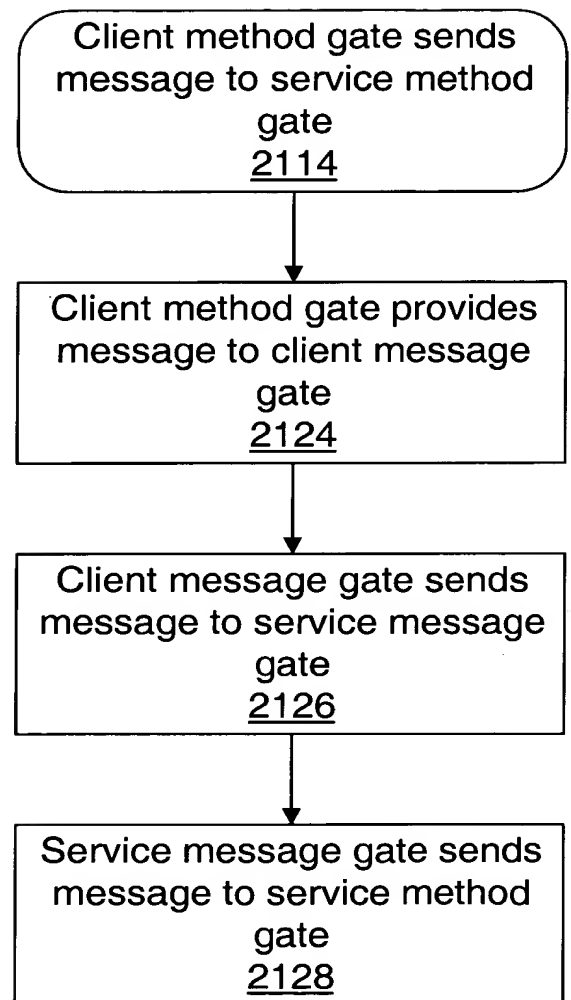 Client method gate sends
message to service method
gate
2114
Client method gate provides
message to client message
gate
2124
Client message gate sends
message to service message
gate
2126
Service message gate sends
message to service method
gate
2128